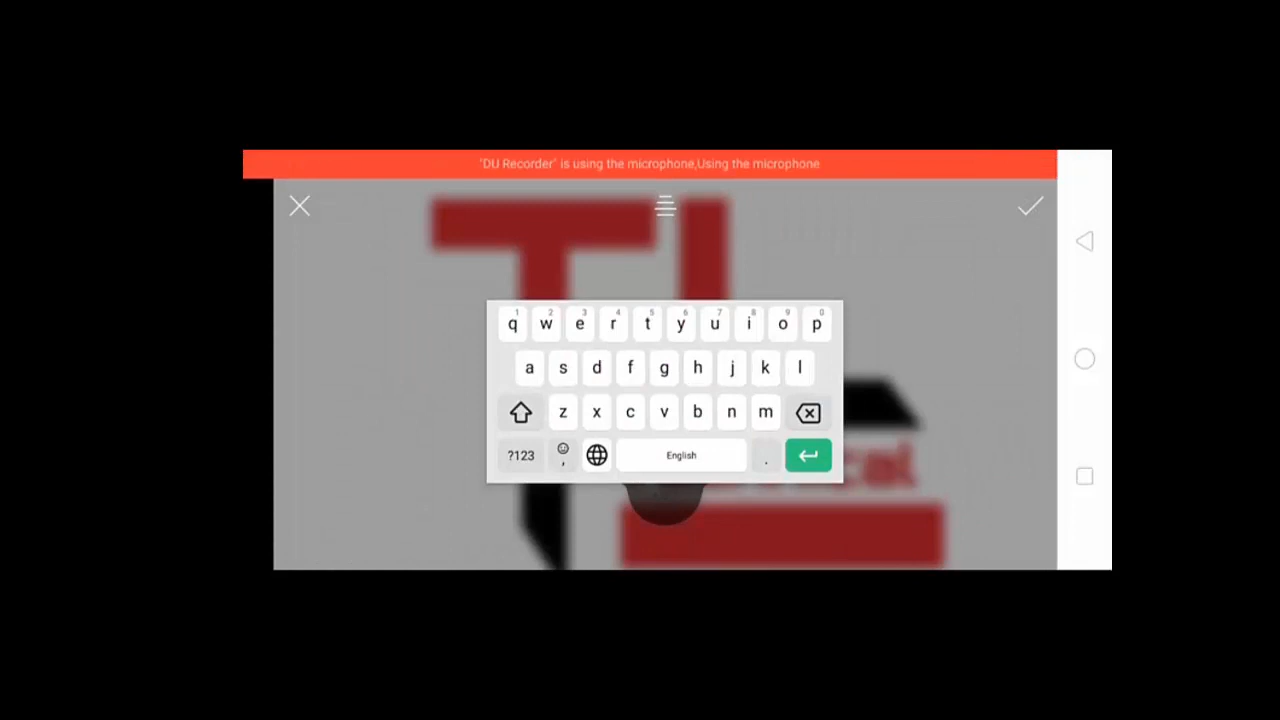 'DU Recorder' is using the microphone,Using the microphone
T
1 2 3 4 5 6 7 8 9 0
q w e r t y u i o p
a s d f g h j k l
z x c v b n m
?123 , English .
cal